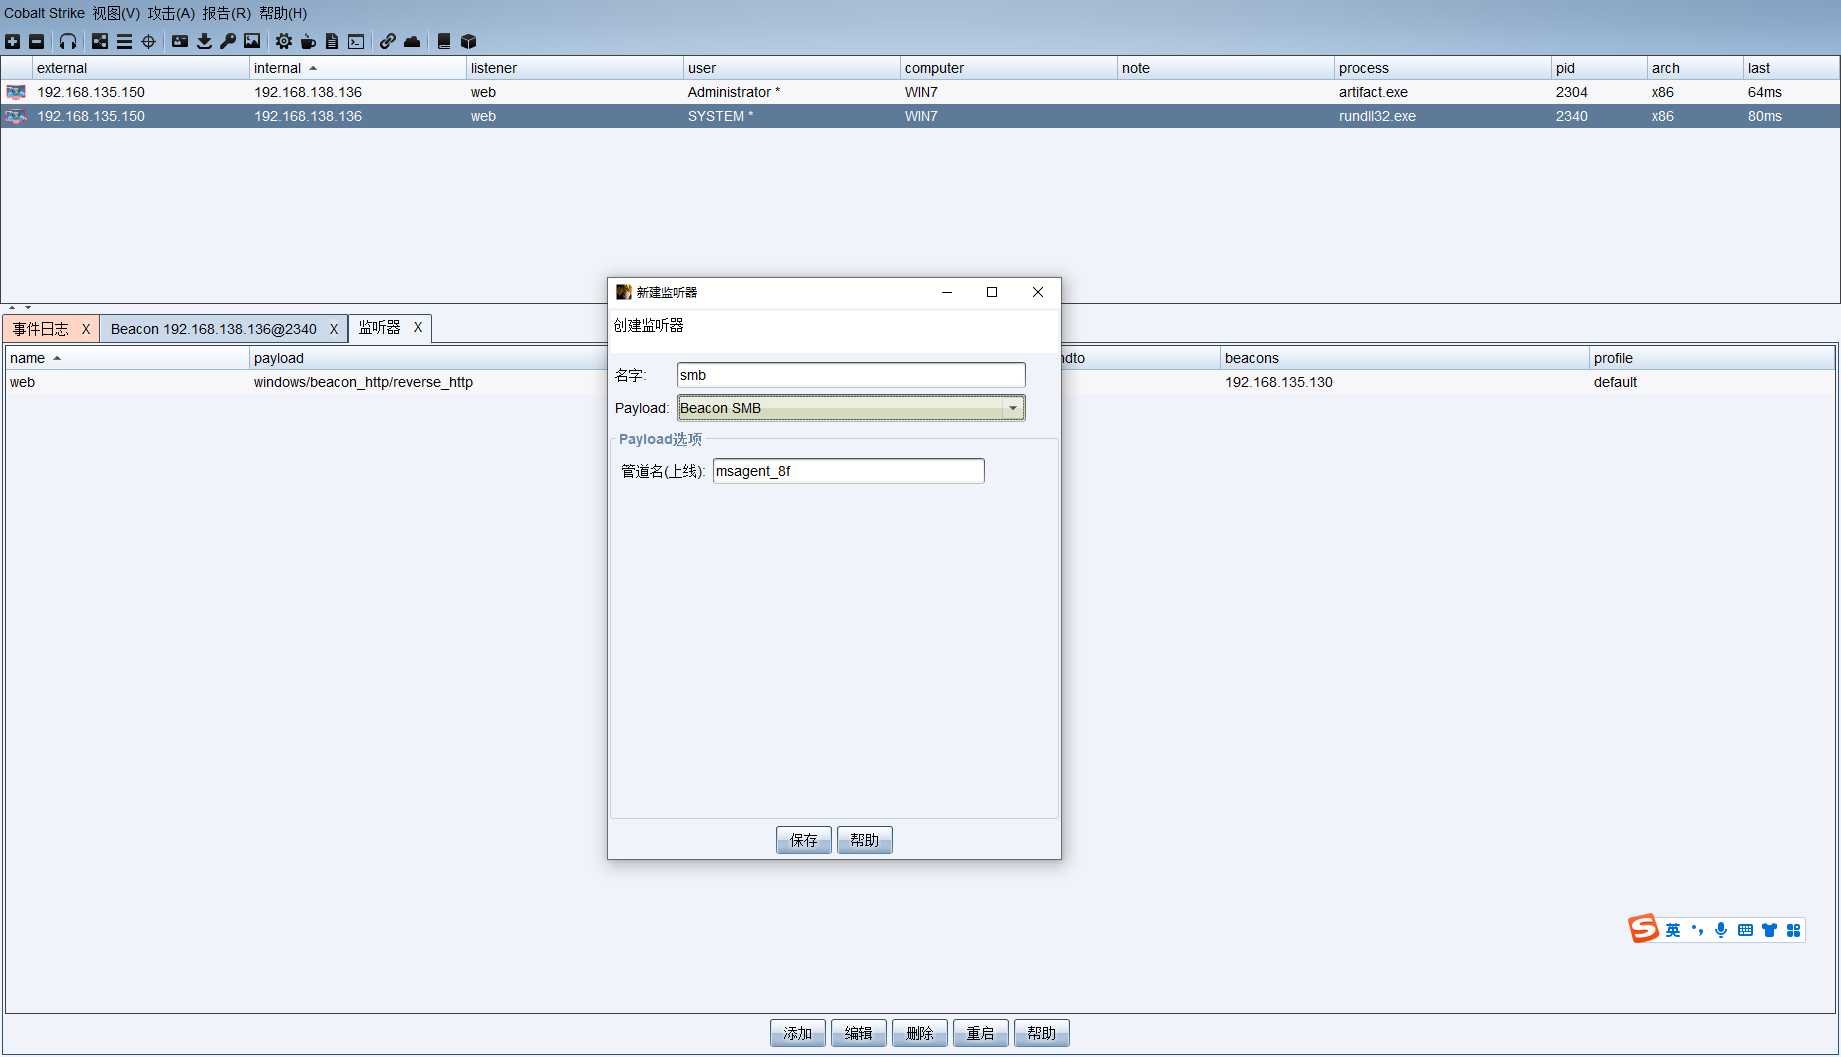 Cobalt Strike 视图(V) 攻击(A) 报告(R) 帮助(H)
external internal listener user computer note process pid arch last
192.168.135.150 192.168.138.136 web Administrator * WIN7 artifact.exe 2304 x86 64ms
192.168.135.150 192.168.138.136 web SYSTEM * WIN7 rundll32.exe 2340 x86 80ms
事件日志 X Beacon 192.168.138.136@2340 X 监听器 X
name payload ndto beacons profile
web windows/beacon_http/reverse_http 192.168.135.130 default
新建监听器
创建监听器
名字: smb
Payload: Beacon SMB
Payload选项
管道名(上线): msagent_8f
保存 帮助
英
添加 编辑 删除 重启 帮助